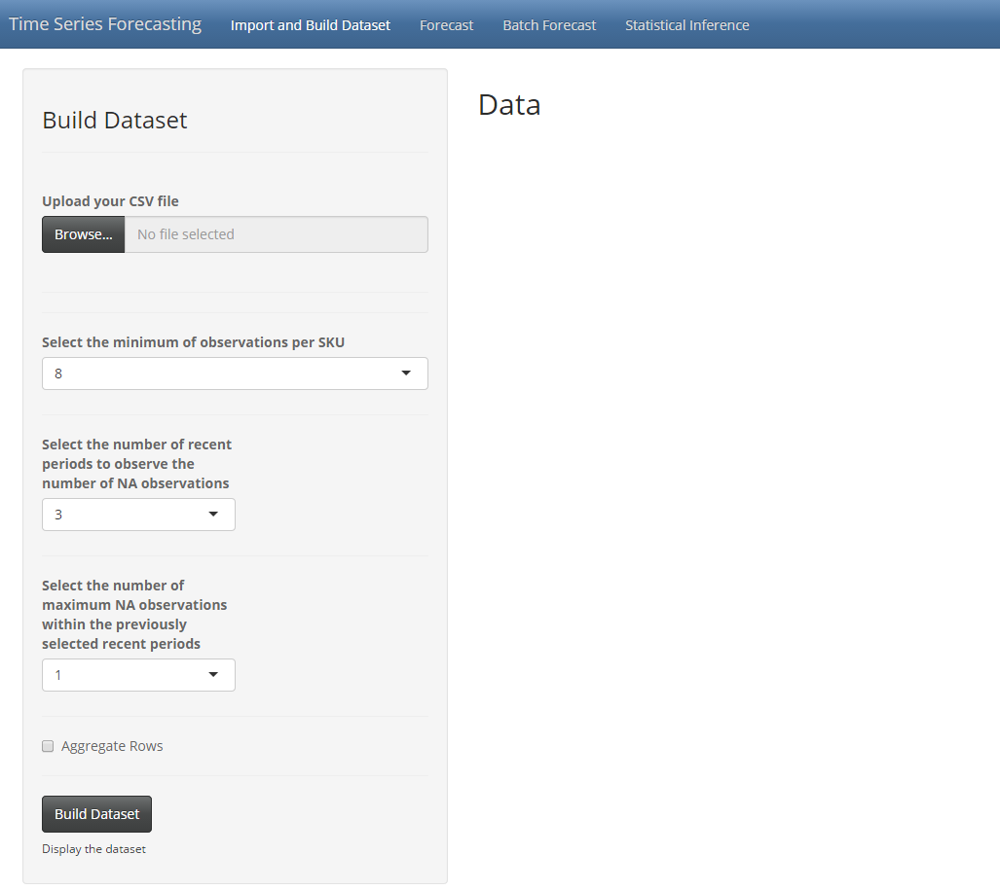 Time Series Forecasting Import and Build Dataset Forecast Batch Forecast Statistical Inference
Build Dataset
Upload your CSV file
Browse... No file selected
Select the minimum of observations per SKU
8
Select the number of recent
periods to observe the
number of NA observations
3
Select the number of
maximum NA observations
within the previously
selected recent periods
1
Aggregate Rows
Build Dataset
Display the dataset
Data